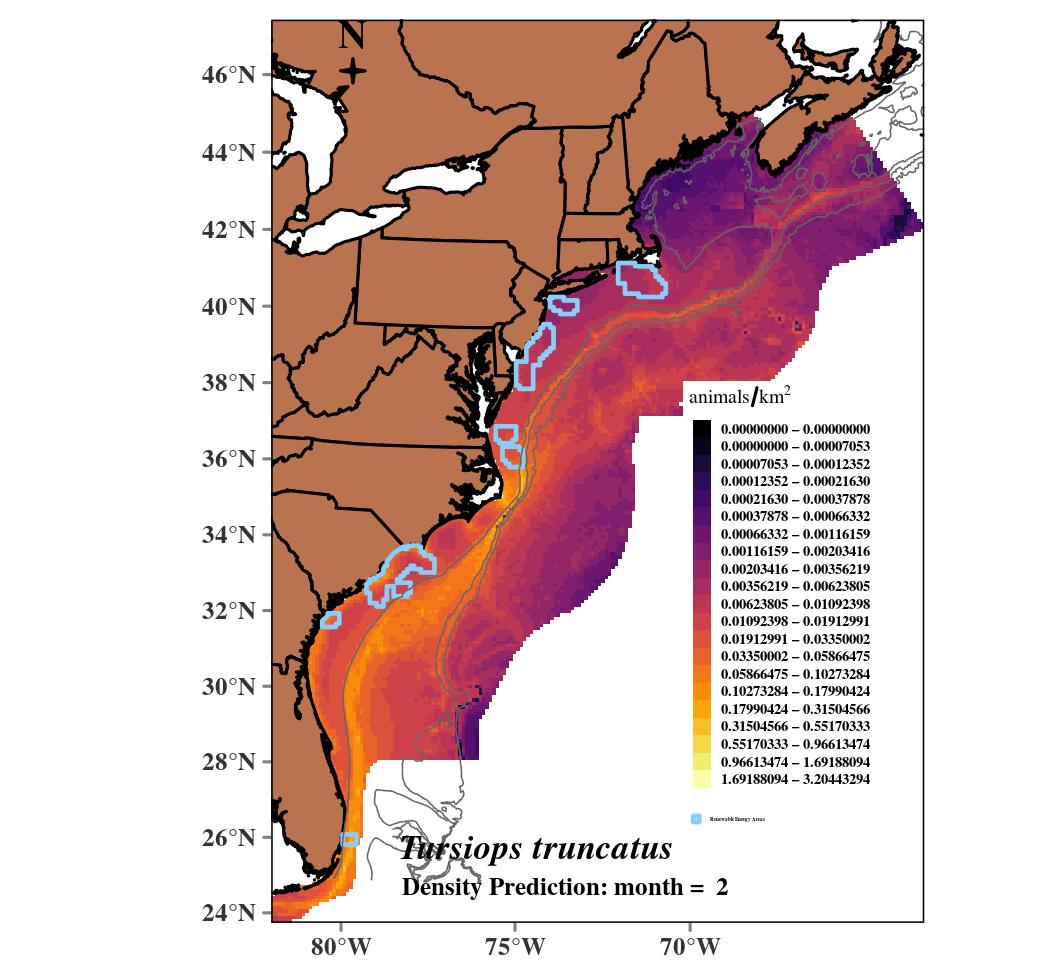 N
46°N
44°N
42°N
40°N
38°N
36°N
34°N
32°N
30°N
28°N
26°N
24°N
80°W
75°W
70°W
animals/km²
0.00000000 – 0.00000000
0.00000000 – 0.00007053
0.00007053 – 0.00012352
0.00012352 – 0.00021630
0.00021630 – 0.00037878
0.00037878 – 0.00066332
0.00066332 – 0.00116159
0.00116159 – 0.00203416
0.00203416 – 0.00356219
0.00356219 – 0.00623805
0.00623805 – 0.01092398
0.01092398 – 0.01912991
0.01912991 – 0.03350002
0.03350002 – 0.05866475
0.05866475 – 0.10273284
0.10273284 – 0.17990424
0.17990424 – 0.31504566
0.31504566 – 0.55170333
0.55170333 – 0.96613474
0.96613474 – 1.69188094
1.69188094 – 3.20443294
Renewable Energy Areas
Tursiops truncatus
Density Prediction: month = 2